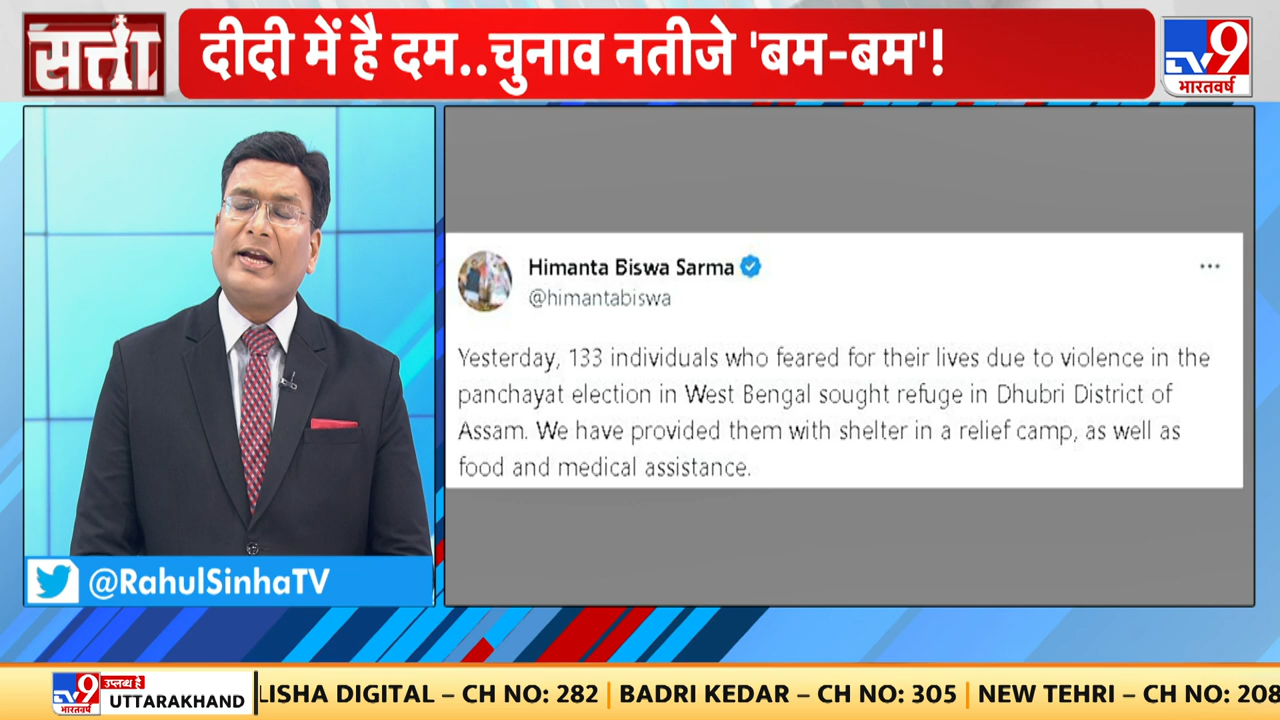 सत्ता
दीदी में है दम..चुनाव नतीजे 'बम-बम'!
TV9
भारतवर्ष
Himanta Biswa Sarma
@himantabiswa
Yesterday, 133 individuals who feared for their lives due to violence in the
panchayat election in West Bengal sought refuge in Dhubri District of
Assam. We have provided them with shelter in a relief camp, as well as
food and medical assistance.
@RahulSinhaTV
TV9
भारतवर्ष
उप्लब्ध है
UTTARAKHAND
LISHA DIGITAL – CH NO: 282 | BADRI KEDAR – CH NO: 305 | NEW TEHRI – CH NO: 208